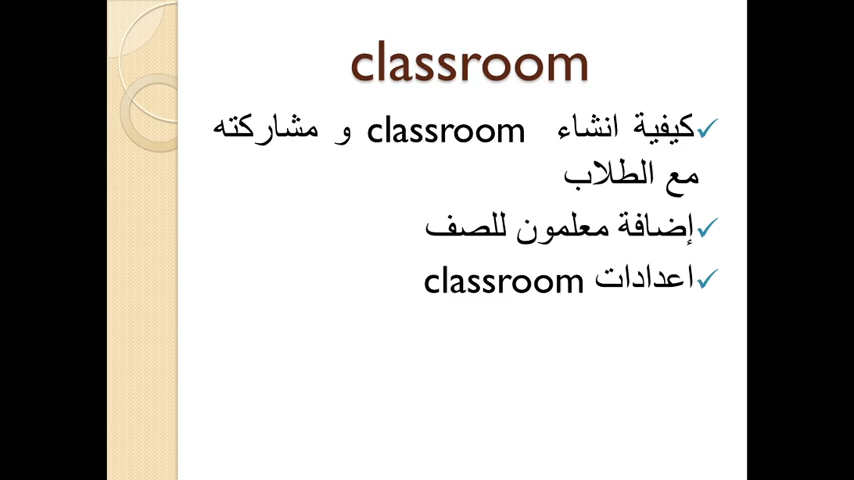 classroom
كيفية انشاء classroom و مشاركته
مع الطلاب
إضافة معلمون للصف
اعدادات classroom